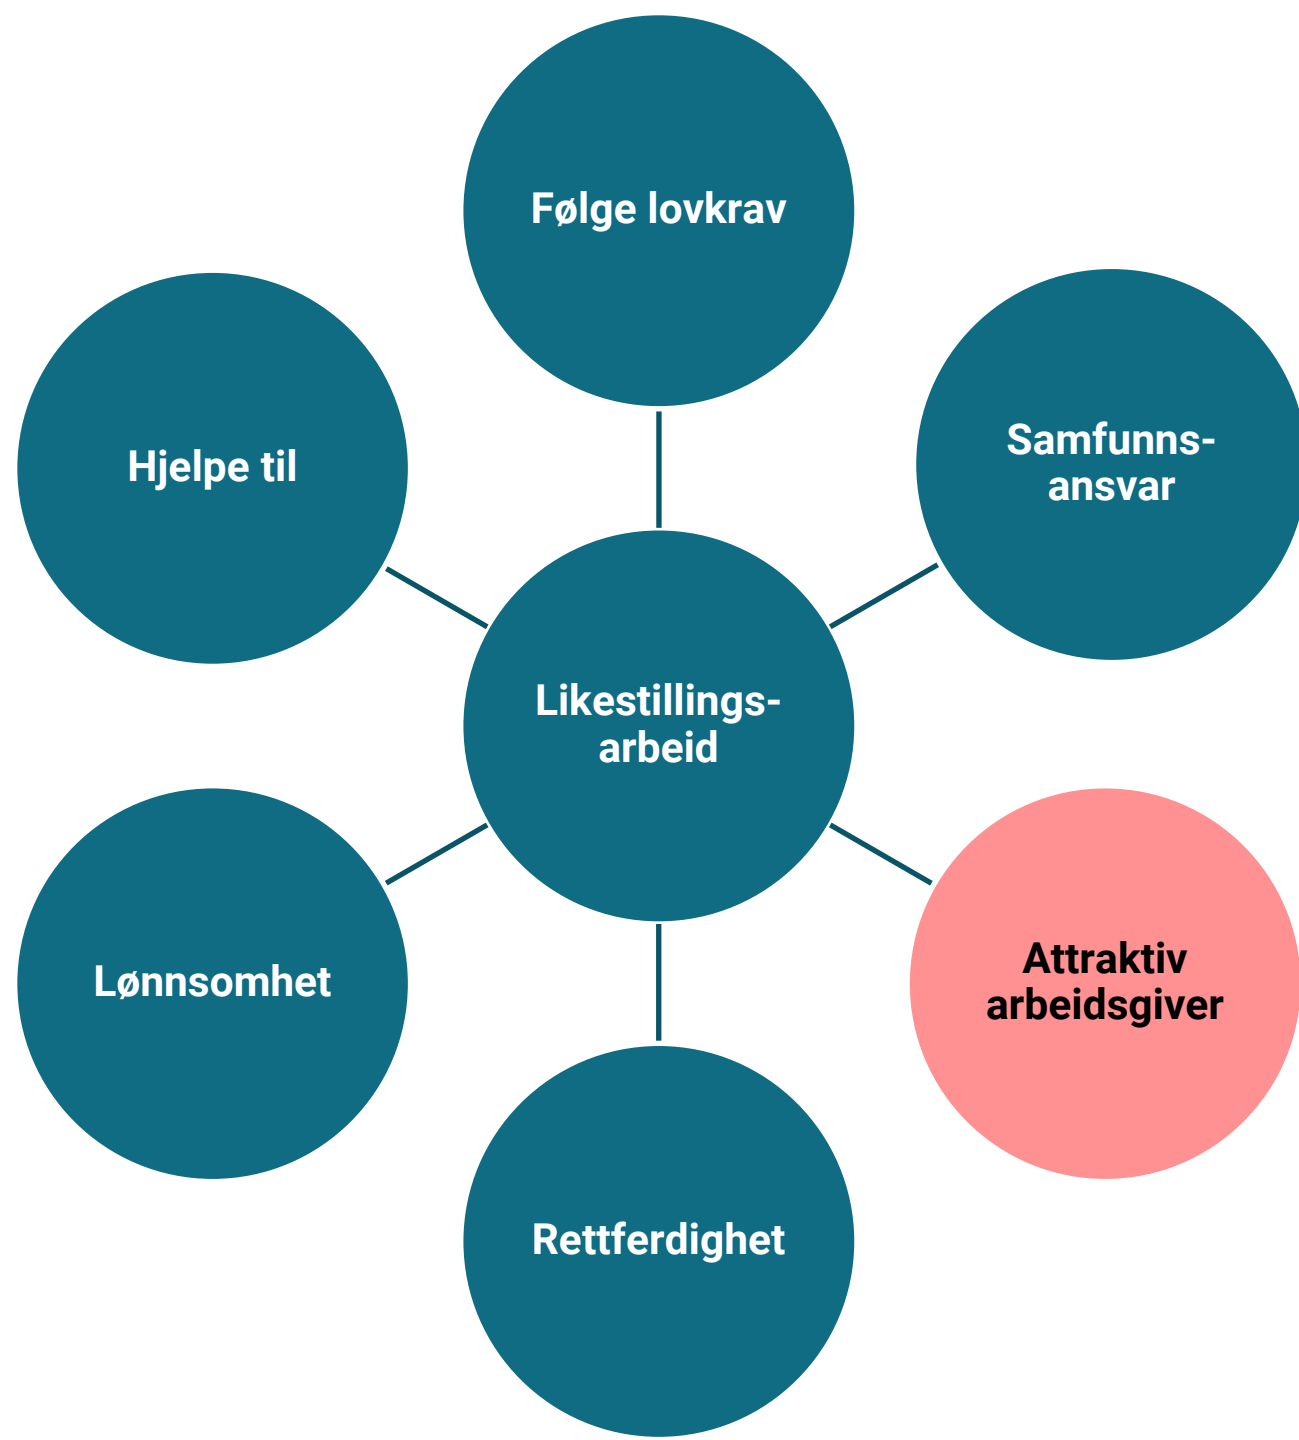 Følge lovkrav
Hjelpe til
Samfunns-
ansvar
Likestillings-
arbeid
Lønnsomhet
Attraktiv
arbeidsgiver
Rettferdighet